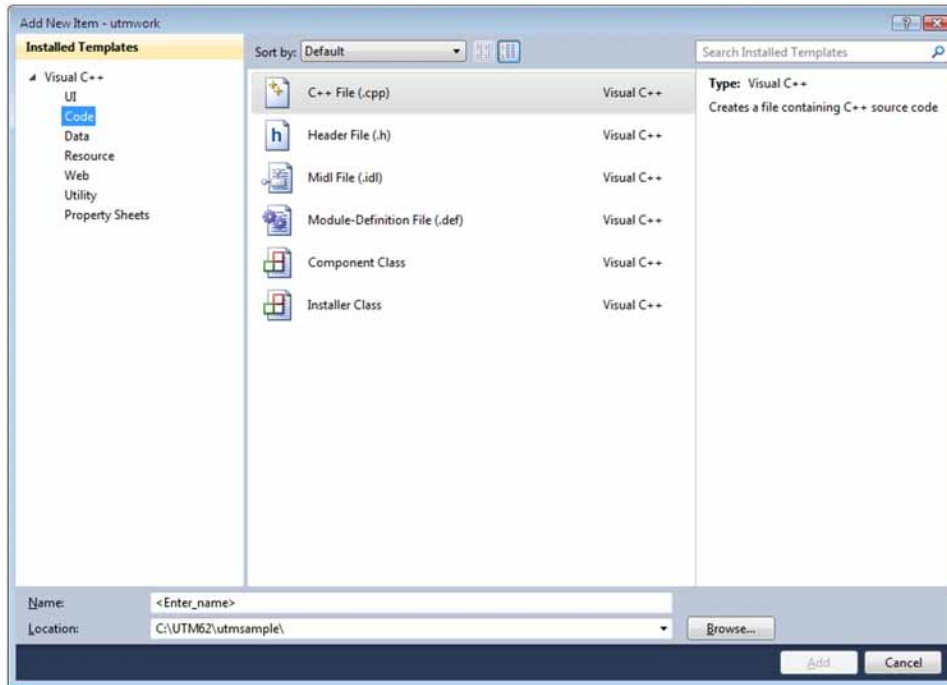 Add New Item - utmwork
Installed Templates
Visual C++
UI
Code
Data
Resource
Web
Utility
Property Sheets
Sort by: Default
C++ File (.cpp) Visual C++
Header File (.h) Visual C++
Midl File (.idl) Visual C++
Module-Definition File (.def) Visual C++
Component Class Visual C++
Installer Class Visual C++
Search Installed Templates
Type: Visual C++
Creates a file containing C++ source code
Name: <Enter_name>
Location: C:\UTM62\utmsample\
Browse...
Add
Cancel